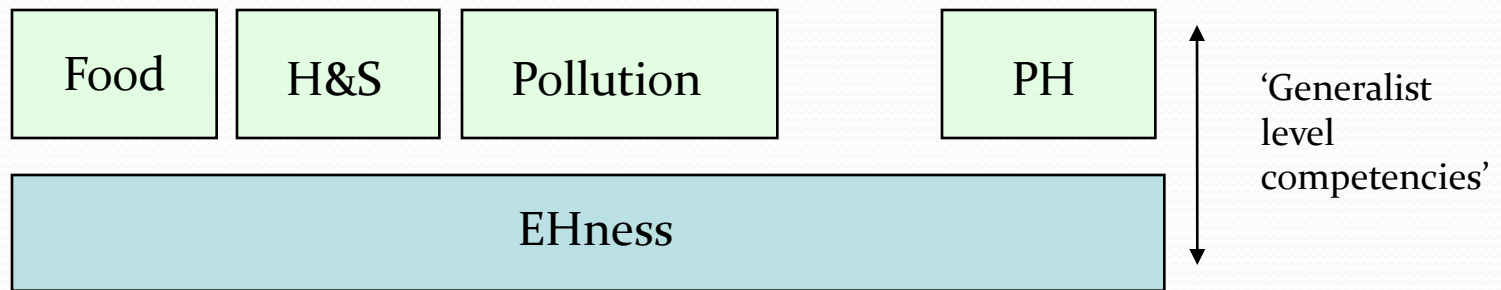 Food
H&S
Pollution
PH
‘Generalist
level
competencies’
EHness